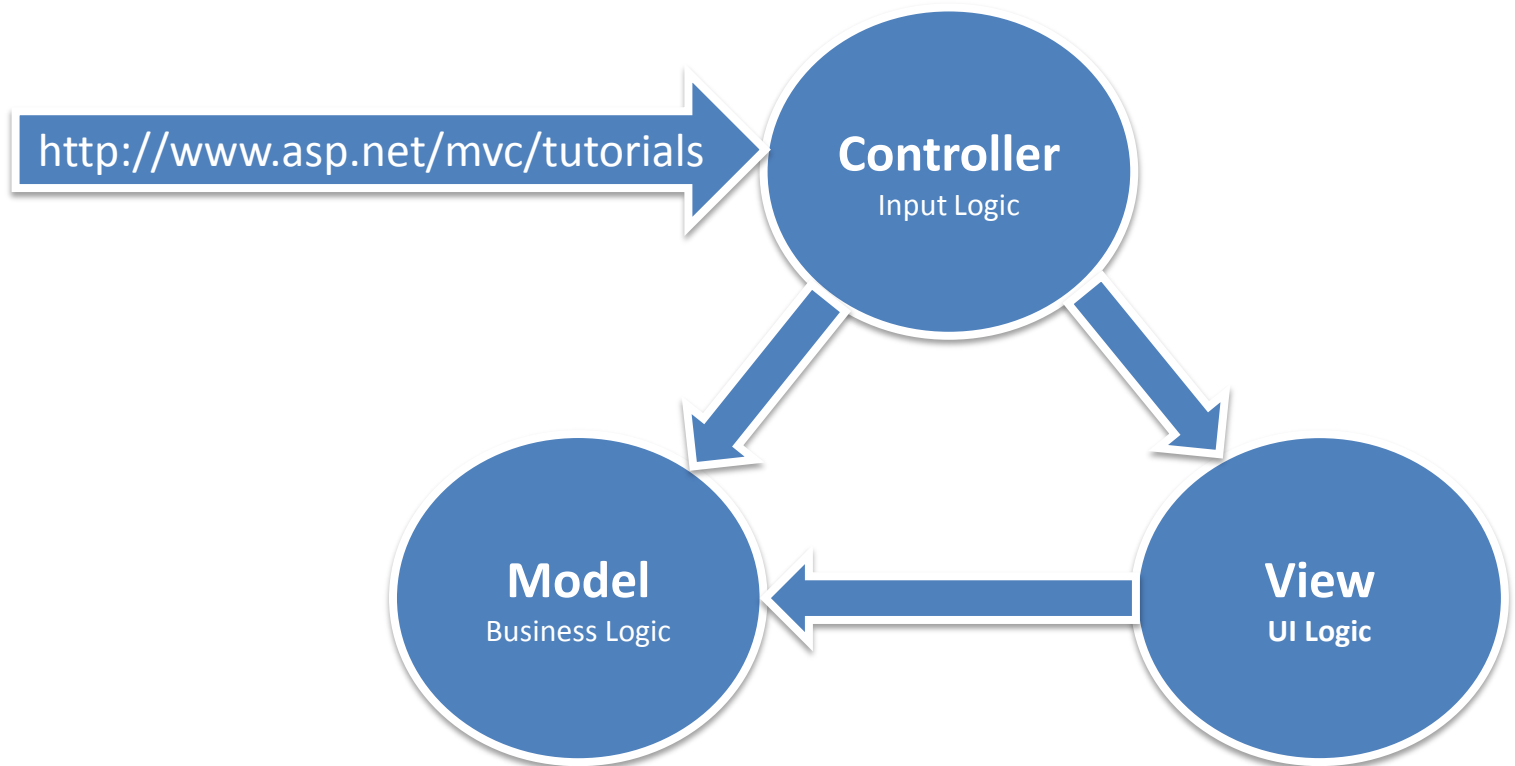 http://www.asp.net/mvc/tutorials
Controller
Input Logic
Model
Business Logic
View
UI Logic